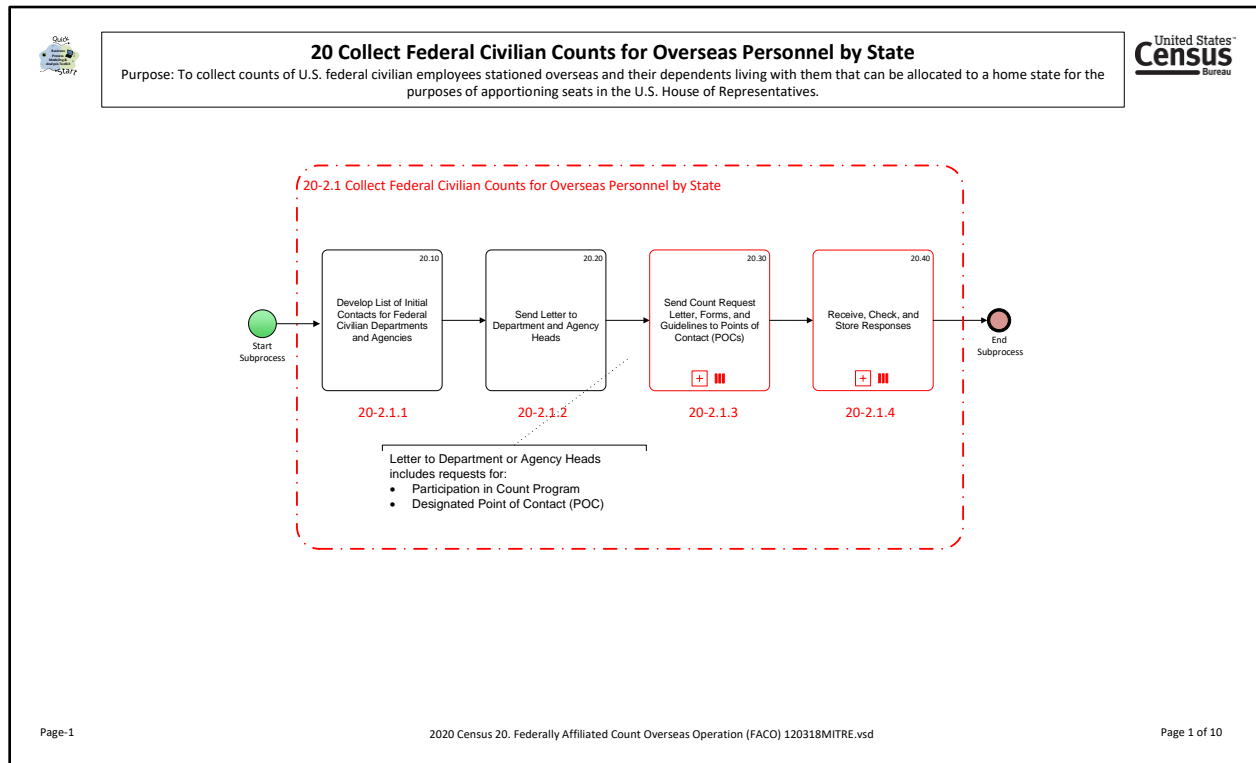 Quick
Business
Process
Modeling &
Analysis Toolkit
Start
20 Collect Federal Civilian Counts for Overseas Personnel by State
Purpose: To collect counts of U.S. federal civilian employees stationed overseas and their dependents living with them that can be allocated to a home state for the
purposes of apportioning seats in the U.S. House of Representatives.
United States™
Census
Bureau
20-2.1 Collect Federal Civilian Counts for Overseas Personnel by State
Start
Subprocess
20.10
Develop List of Initial
Contacts for Federal
Civilian Departments
and Agencies
20-2.1.1
20.20
Send Letter to
Department and Agency
Heads
20-2.1.2
20.30
Send Count Request
Letter, Forms, and
Guidelines to Points of
Contact (POCs)
20-2.1.3
20.40
Receive, Check, and
Store Responses
20-2.1.4
End
Subprocess
Letter to Department or Agency Heads
includes requests for:
• Participation in Count Program
• Designated Point of Contact (POC)
Page-1
2020 Census 20. Federally Affiliated Count Overseas Operation (FACO) 120318MITRE.vsd
Page 1 of 10